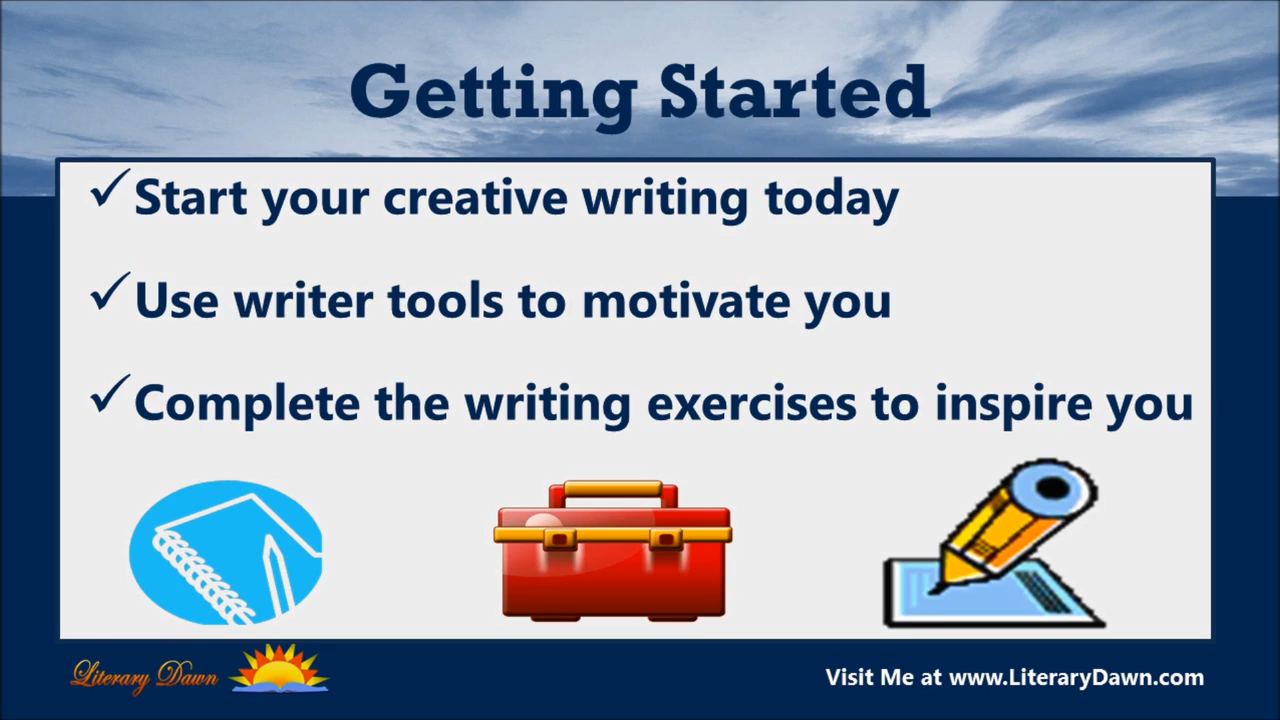 Getting Started
✓Start your creative writing today
✓Use writer tools to motivate you
✓Complete the writing exercises to inspire you
Literary Dawn
Visit Me at www.LiteraryDawn.com